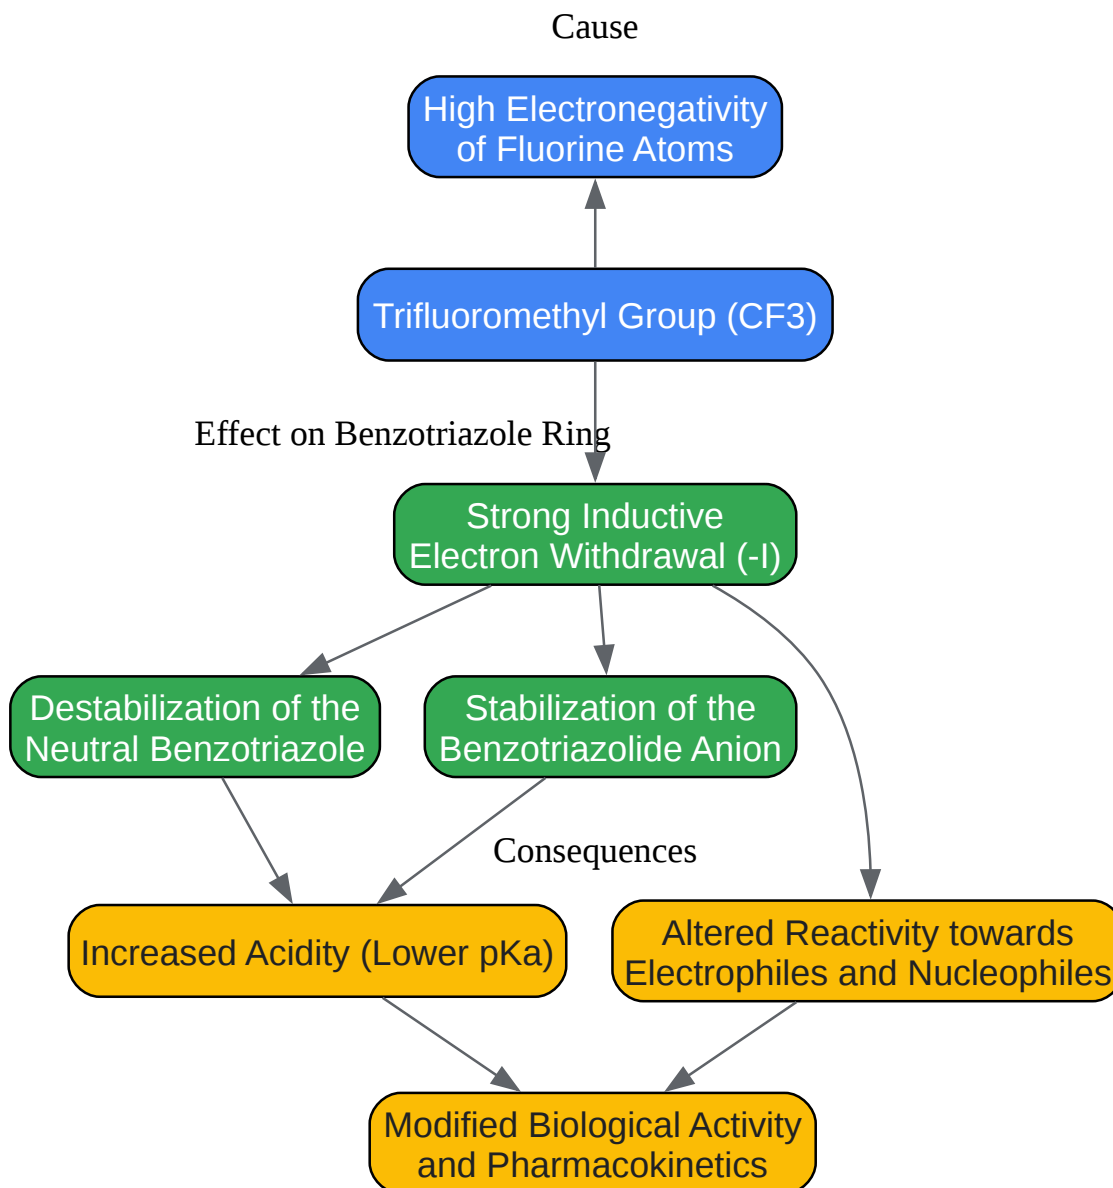 Cause
High Electronegativity
of Fluorine Atoms
Trifluoromethyl Group (CF3)
Effect on Benzotriazole Ring
Strong Inductive
Electron Withdrawal (-I)
Destabilization of the
Neutral Benzotriazole
Stabilization of the
Benzotriazolide Anion
Consequences
Increased Acidity (Lower pKa)
Altered Reactivity towards
Electrophiles and Nucleophiles
Modified Biological Activity
and Pharmacokinetics